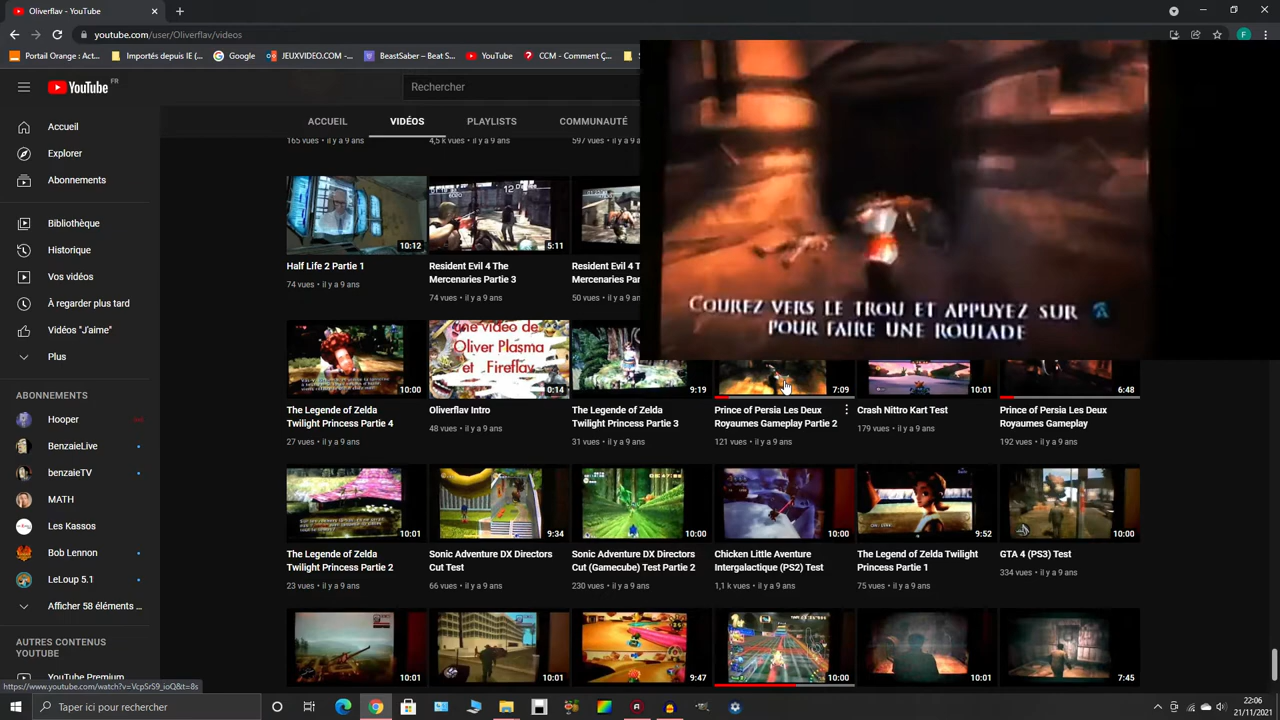 Oliverflav - YouTube
youtube.com/user/Oliverflav/videos
Portail Orange : Act...
Importés depuis IE (...
Google
JEUXVIDEO.COM
BeastSaber — Beat S...
YouTube
CCM - Comment Ç...
YouTube
FR
Rechercher
ACCUEIL
VIDÉOS
PLAYLISTS
COMMUNAUTÉ
Accueil
Explorer
Abonnements
Bibliothèque
Historique
Vos vidéos
À regarder plus tard
Vidéos "J'aime"
Plus
ABONNEMENTS
Hooper
BenzaieLive
benzaieTV
MATH
Les Kassos
Bob Lennon
LeLoup 5.1
Afficher 58 éléments ...
AUTRES CONTENUS
YOUTUBE
YouTube Premium
165 vues • il y a 9 ans
4,5 k vues • il y a 9 ans
597 vues • il y a 9 ans
10:12
5:11
Half Life 2 Partie 1
74 vues • il y a 9 ans
Resident Evil 4 The
Mercenaries Partie 3
74 vues • il y a 9 ans
Resident Evil 4 T
Mercenaries Par
50 vues • il y a 9 ans
COUREZ VERS LE TROU ET APPUYEZ SUR
POUR FAIRE UNE ROULADE
10:00
une vidéo de
Oliver Plasma
et Fireflav
0:14
9:19
7:09
10:01
6:48
The Legende of Zelda
Twilight Princess Partie 4
27 vues • il y a 9 ans
Oliverflav Intro
48 vues • il y a 9 ans
The Legende of Zelda
Twilight Princess Partie 3
31 vues • il y a 9 ans
Prince of Persia Les Deux
Royaumes Gameplay Partie 2
121 vues • il y a 9 ans
Crash Nittro Kart Test
179 vues • il y a 9 ans
Prince of Persia Les Deux
Royaumes Gameplay
192 vues • il y a 9 ans
10:01
9:34
10:00
10:00
9:52
10:00
The Legende of Zelda
Twilight Princess Partie 2
23 vues • il y a 9 ans
Sonic Adventure DX Directors
Cut Test
66 vues • il y a 9 ans
Sonic Adventure DX Directors
Cut (Gamecube) Test Partie 2
230 vues • il y a 9 ans
Chicken Little Aventure
Intergalactique (PS2) Test
1,1 k vues • il y a 9 ans
The Legend of Zelda Twilight
Princess Partie 1
75 vues • il y a 9 ans
GTA 4 (PS3) Test
334 vues • il y a 9 ans
10:01
10:01
9:47
10:00
10:01
7:45
https://www.youtube.com/watch?v=VcpSrS9_ioQ&t=8s
Taper ici pour rechercher
22:06
21/11/2021